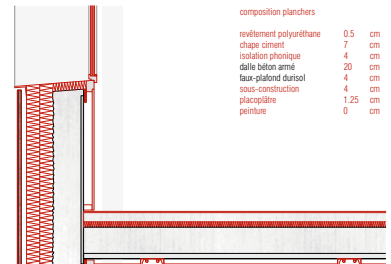 composition planchers
revêtement polyuréthane 0.5 cm
chape ciment 7 cm
isolation phonique 4 cm
dalle béton armé 20 cm
faux-plafond durisol 4 cm
sous-construction 4 cm
placoplâtre 1.25 cm
peinture 0 cm